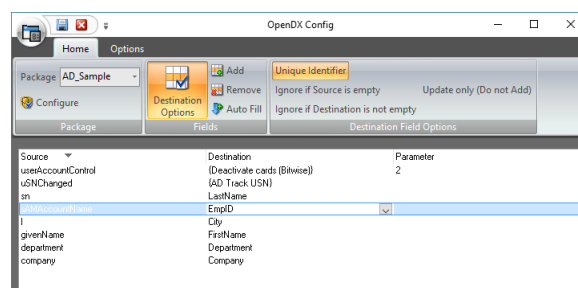 OpenDX Config
Home Options
Package AD_Sample
Configure
Package
Destination Options
Add
Remove
Auto Fill
Fields
Unique Identifier
Ignore if Source is empty Update only (Do not Add)
Ignore if Destination is not empty
Destination Field Options
Source Destination Parameter
userAccountControl {Deactivate cards (Bitwise)} 2
uSNChanged {AD Track USN}
sn LastName
sAMAccountName EmpID
l City
givenName FirstName
department Department
company Company